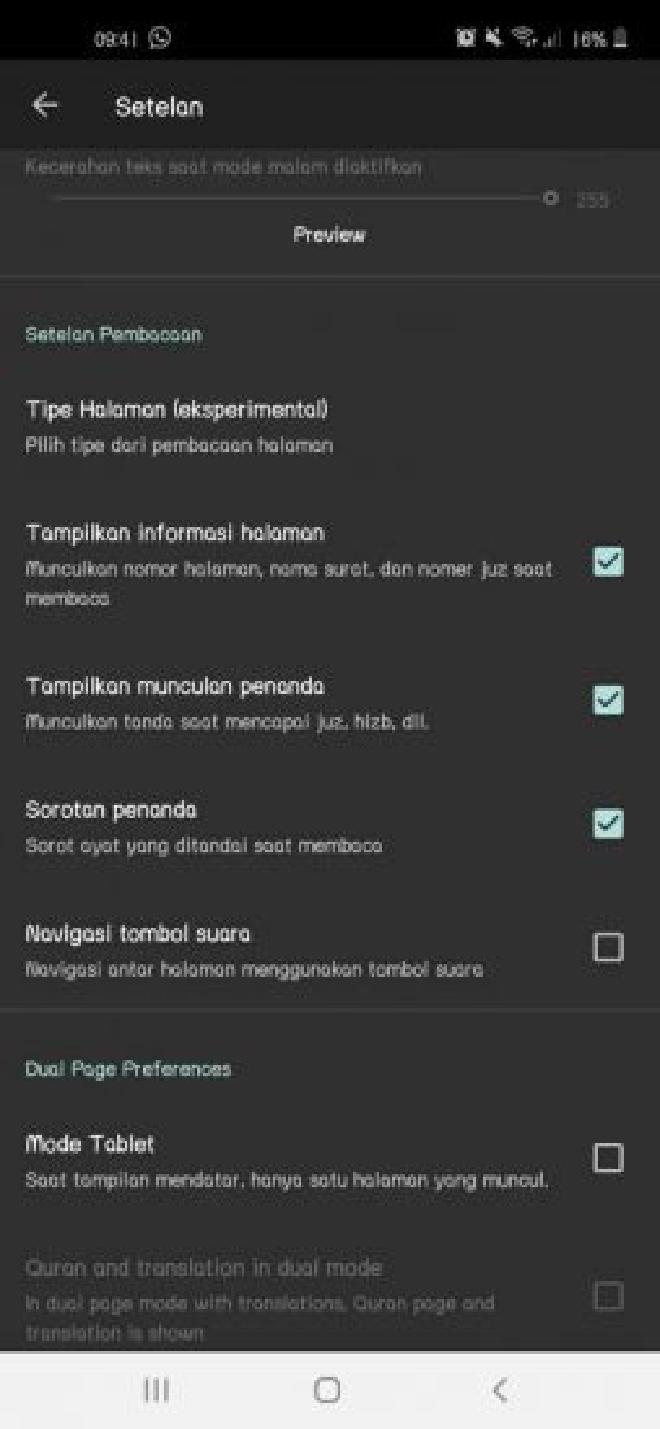 09:41
16%
Setelan
Kecerahan teks saat mode malam diaktifkan
255
Preview
Setelan Pembacaan
Tipe Halaman (eksperimental)
Pilih tipe dari pembacaan halaman
Tampilkan informasi halaman
Munculkan nomor halaman, nama surat, dan nomer juz saat
membaca
Tampilkan munculan penanda
Munculkan tanda saat mencapai juz, hizb, dll.
Sorotan penanda
Sorot ayat yang ditandai saat membaca
Navigasi tombol suara
Navigasi antar halaman menggunakan tombol suara
Dual Page Preferences
Mode Tablet
Saat tampilan mendatar, hanya satu halaman yang muncul.
Quran and translation in dual mode
In dual page mode with translations, Quran page and
translation is shown